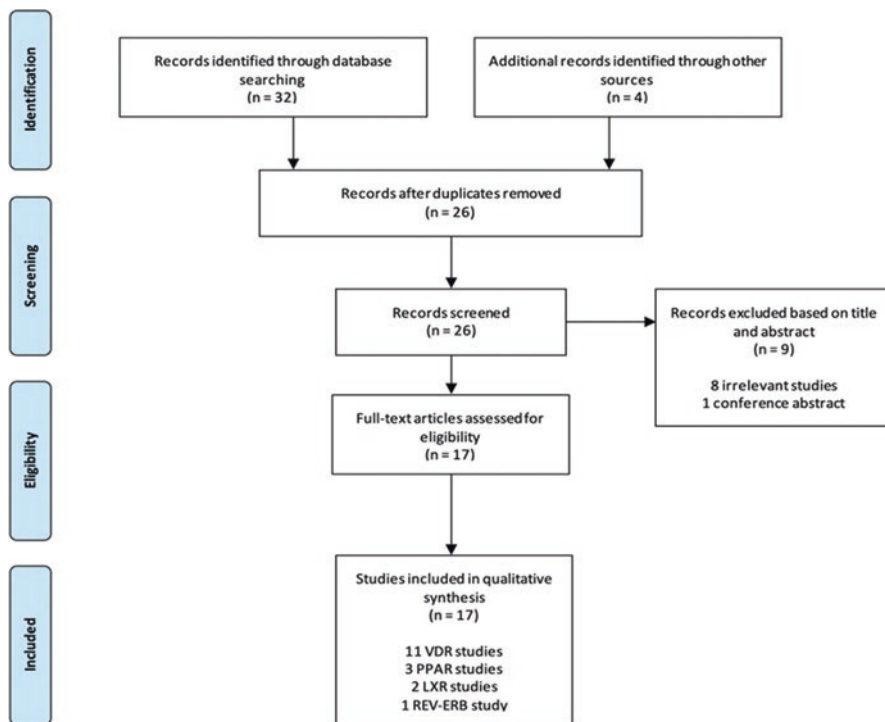 Identification
Records identified through database
searching
(n = 32)
Additional records identified through other
sources
(n = 4)
Records after duplicates removed
(n = 26)
Screening
Records screened
(n = 26)
Records excluded based on title
and abstract
(n = 9)
8 irrelevant studies
1 conference abstract
Eligibility
Full-text articles assessed for
eligibility
(n = 17)
Included
Studies included in qualitative
synthesis
(n = 17)
11 VDR studies
3 PPAR studies
2 LXR studies
1 REV-ERB study